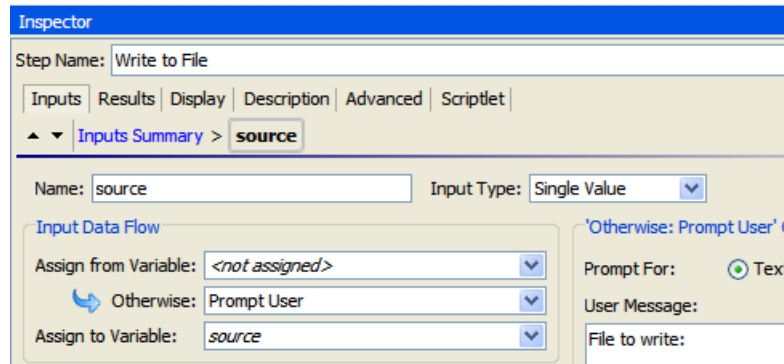 Inspector
Step Name: Write to File
Inputs Results Display Description Advanced Scriptlet
Inputs Summary > source
Name: source Input Type: Single Value
Input Data Flow 'Otherwise: Prompt User'
Assign from Variable: <not assigned> Prompt For:
Otherwise: Prompt User User Message:
Assign to Variable: source File to write: